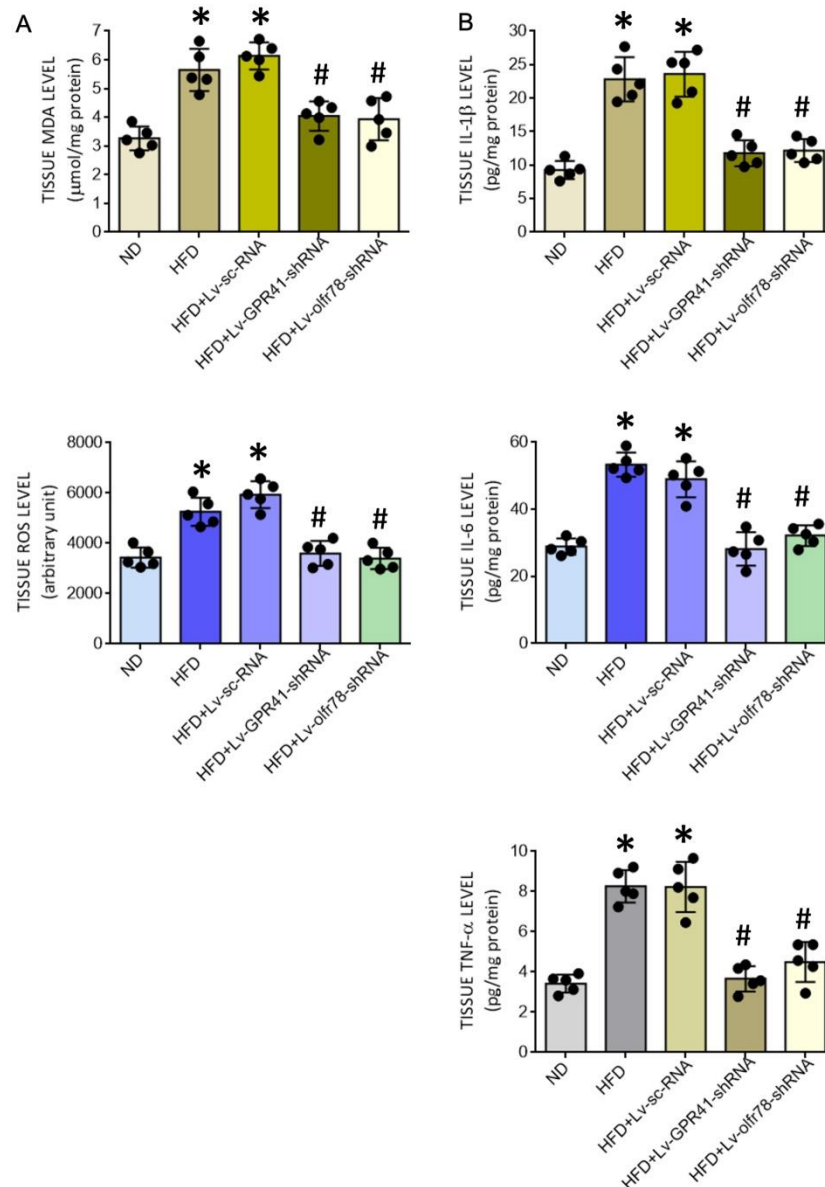 A
TISSUE MDA LEVEL
(µmol/mg protein)
7
6
5
4
3
2
1
0
* * # #
ND
HFD
HFD+Lv-sc-RNA
HFD+Lv-GPR41-shRNA
HFD+Lv-olfr78-shRNA
B
TISSUE IL-1β LEVEL
(pg/mg protein)
30
25
20
15
10
5
0
* * # #
ND
HFD
HFD+Lv-sc-RNA
HFD+Lv-GPR41-shRNA
HFD+Lv-olfr78-shRNA
TISSUE ROS LEVEL
(arbitrary unit)
8000
6000
4000
2000
0
* * # #
ND
HFD
HFD+Lv-sc-RNA
HFD+Lv-GPR41-shRNA
HFD+Lv-olfr78-shRNA
TISSUE IL-6 LEVEL
(pg/mg protein)
60
40
20
0
* * # #
ND
HFD
HFD+Lv-sc-RNA
HFD+Lv-GPR41-shRNA
HFD+Lv-olfr78-shRNA
TISSUE TNF-α LEVEL
(pg/mg protein)
10
8
6
4
2
0
* * # #
ND
HFD
HFD+Lv-sc-RNA
HFD+Lv-GPR41-shRNA
HFD+Lv-olfr78-shRNA